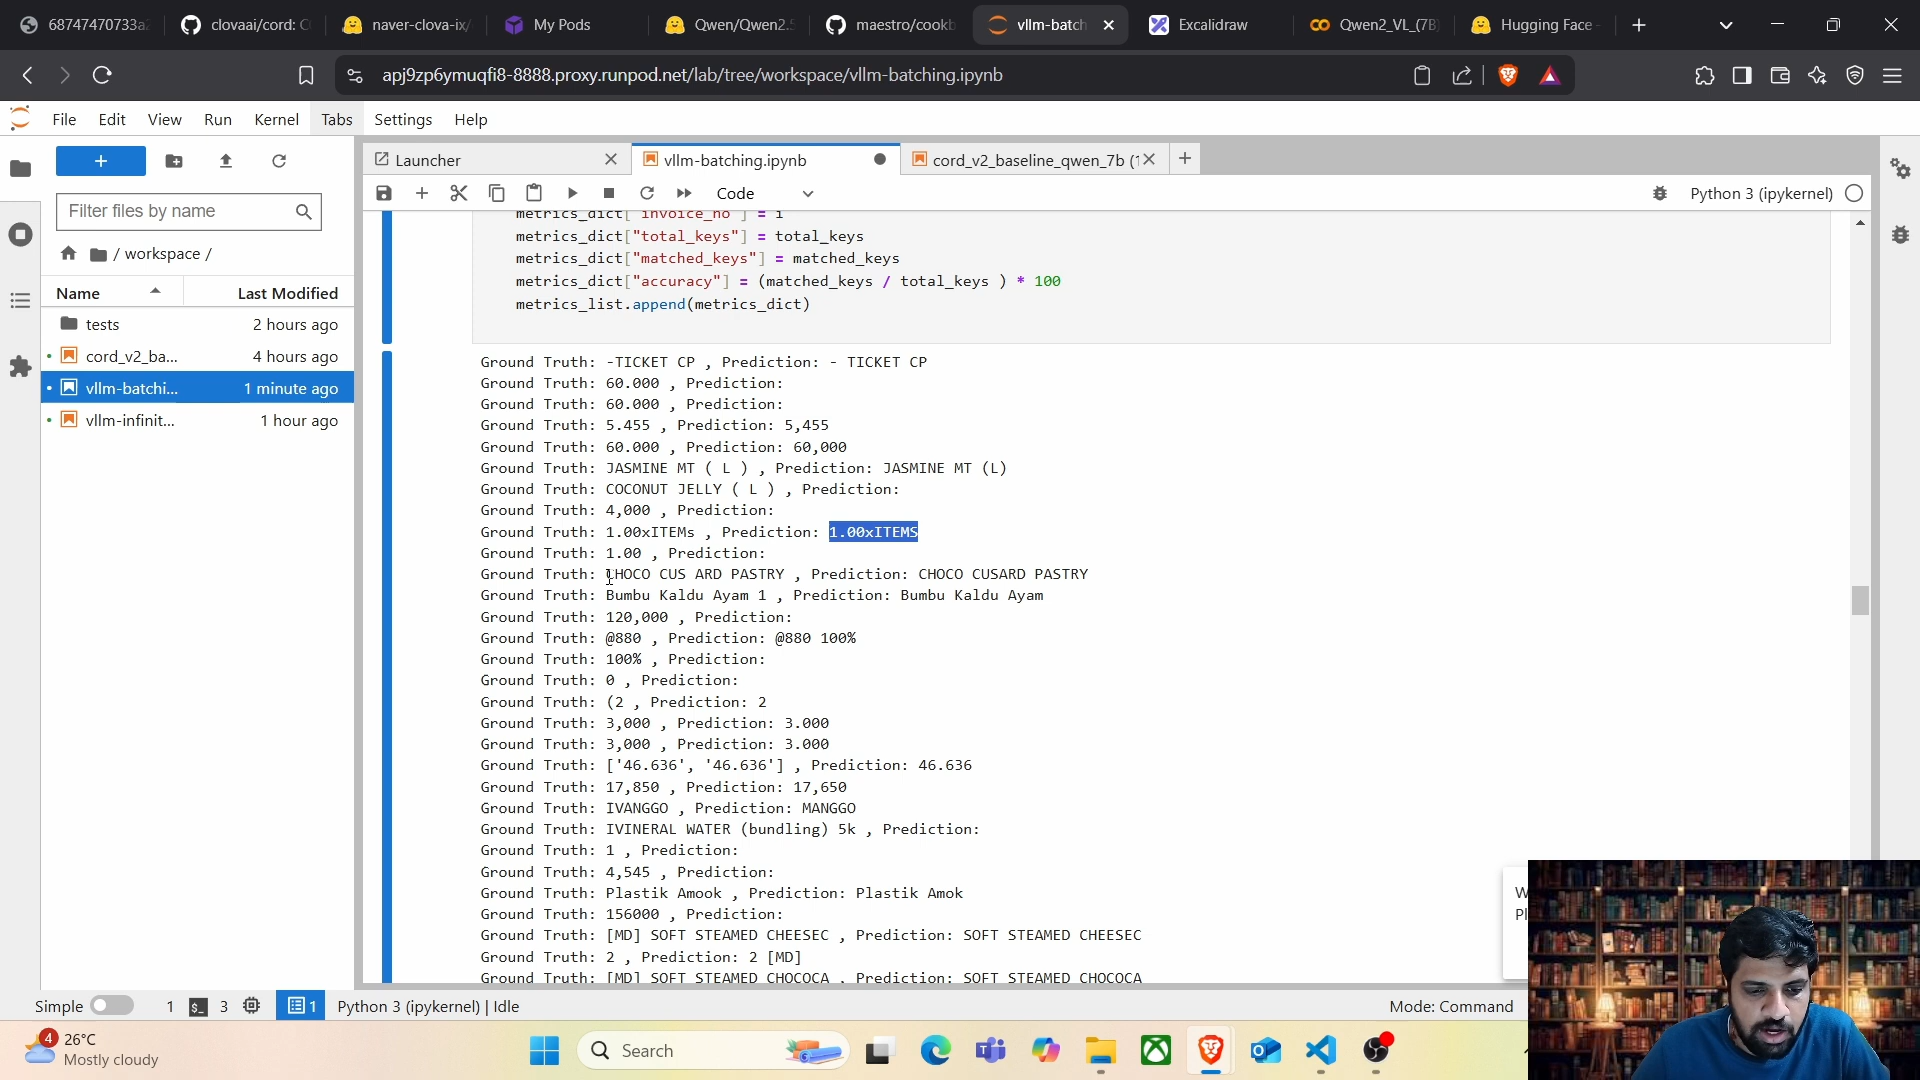 68747470733a2
clovaai/cord: C
naver-clova-ix/
My Pods
Qwen/Qwen2.5
maestro/cookb
vllm-batch
Excalidraw
Qwen2_VL_(7B
Hugging Face -
apj9zp6ymuqfi8-8888.proxy.runpod.net/lab/tree/workspace/vllm-batching.ipynb
File Edit View Run Kernel Tabs Settings Help
Launcher
vllm-batching.ipynb
cord_v2_baseline_qwen_7b (1
Filter files by name
Code
Python 3 (ipykernel)
/ workspace /
Name Last Modified
tests 2 hours ago
cord_v2_ba... 4 hours ago
vllm-batchi... 1 minute ago
vllm-infinit... 1 hour ago
metrics_dict["invoice_no"] = i
metrics_dict["total_keys"] = total_keys
metrics_dict["matched_keys"] = matched_keys
metrics_dict["accuracy"] = (matched_keys / total_keys ) * 100
metrics_list.append(metrics_dict)
Ground Truth: -TICKET CP , Prediction: - TICKET CP
Ground Truth: 60.000 , Prediction:
Ground Truth: 60.000 , Prediction:
Ground Truth: 5.455 , Prediction: 5,455
Ground Truth: 60.000 , Prediction: 60,000
Ground Truth: JASMINE MT ( L ) , Prediction: JASMINE MT (L)
Ground Truth: COCONUT JELLY ( L ) , Prediction:
Ground Truth: 4,000 , Prediction:
Ground Truth: 1.00xITEMs , Prediction: 1.00xITEMS
Ground Truth: 1.00 , Prediction:
Ground Truth: CHOCO CUS ARD PASTRY , Prediction: CHOCO CUSARD PASTRY
Ground Truth: Bumbu Kaldu Ayam 1 , Prediction: Bumbu Kaldu Ayam
Ground Truth: 120,000 , Prediction:
Ground Truth: @880 , Prediction: @880 100%
Ground Truth: 100% , Prediction:
Ground Truth: 0 , Prediction:
Ground Truth: (2 , Prediction: 2
Ground Truth: 3,000 , Prediction: 3.000
Ground Truth: 3,000 , Prediction: 3.000
Ground Truth: ['46.636', '46.636'] , Prediction: 46.636
Ground Truth: 17,850 , Prediction: 17,650
Ground Truth: IVANGGO , Prediction: MANGGO
Ground Truth: IVINERAL WATER (bundling) 5k , Prediction:
Ground Truth: 1 , Prediction:
Ground Truth: 4,545 , Prediction:
Ground Truth: Plastik Amook , Prediction: Plastik Amok
Ground Truth: 156000 , Prediction:
Ground Truth: [MD] SOFT STEAMED CHEESEC , Prediction: SOFT STEAMED CHEESEC
Ground Truth: 2 , Prediction: 2 [MD]
Ground Truth: [MD] SOFT STEAMED CHOCOCA , Prediction: SOFT STEAMED CHOCOCA
Simple 1 3 1 Python 3 (ipykernel) | Idle
Mode: Command
4
26°C
Mostly cloudy
Search